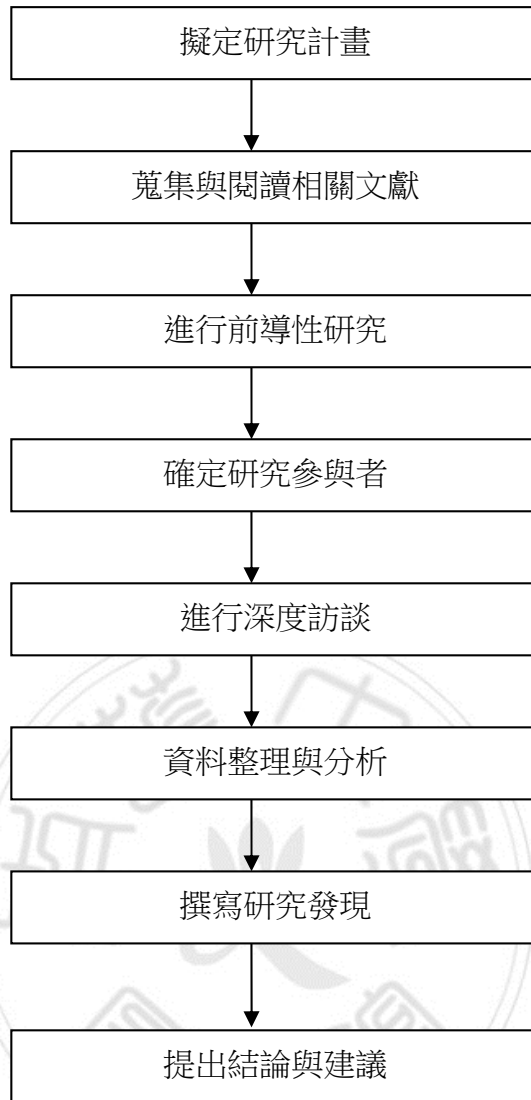 擬定研究計畫
蒐集與閱讀相關文獻
進行前導性研究
確定研究參與者
進行深度訪談
資料整理與分析
撰寫研究發現
提出結論與建議